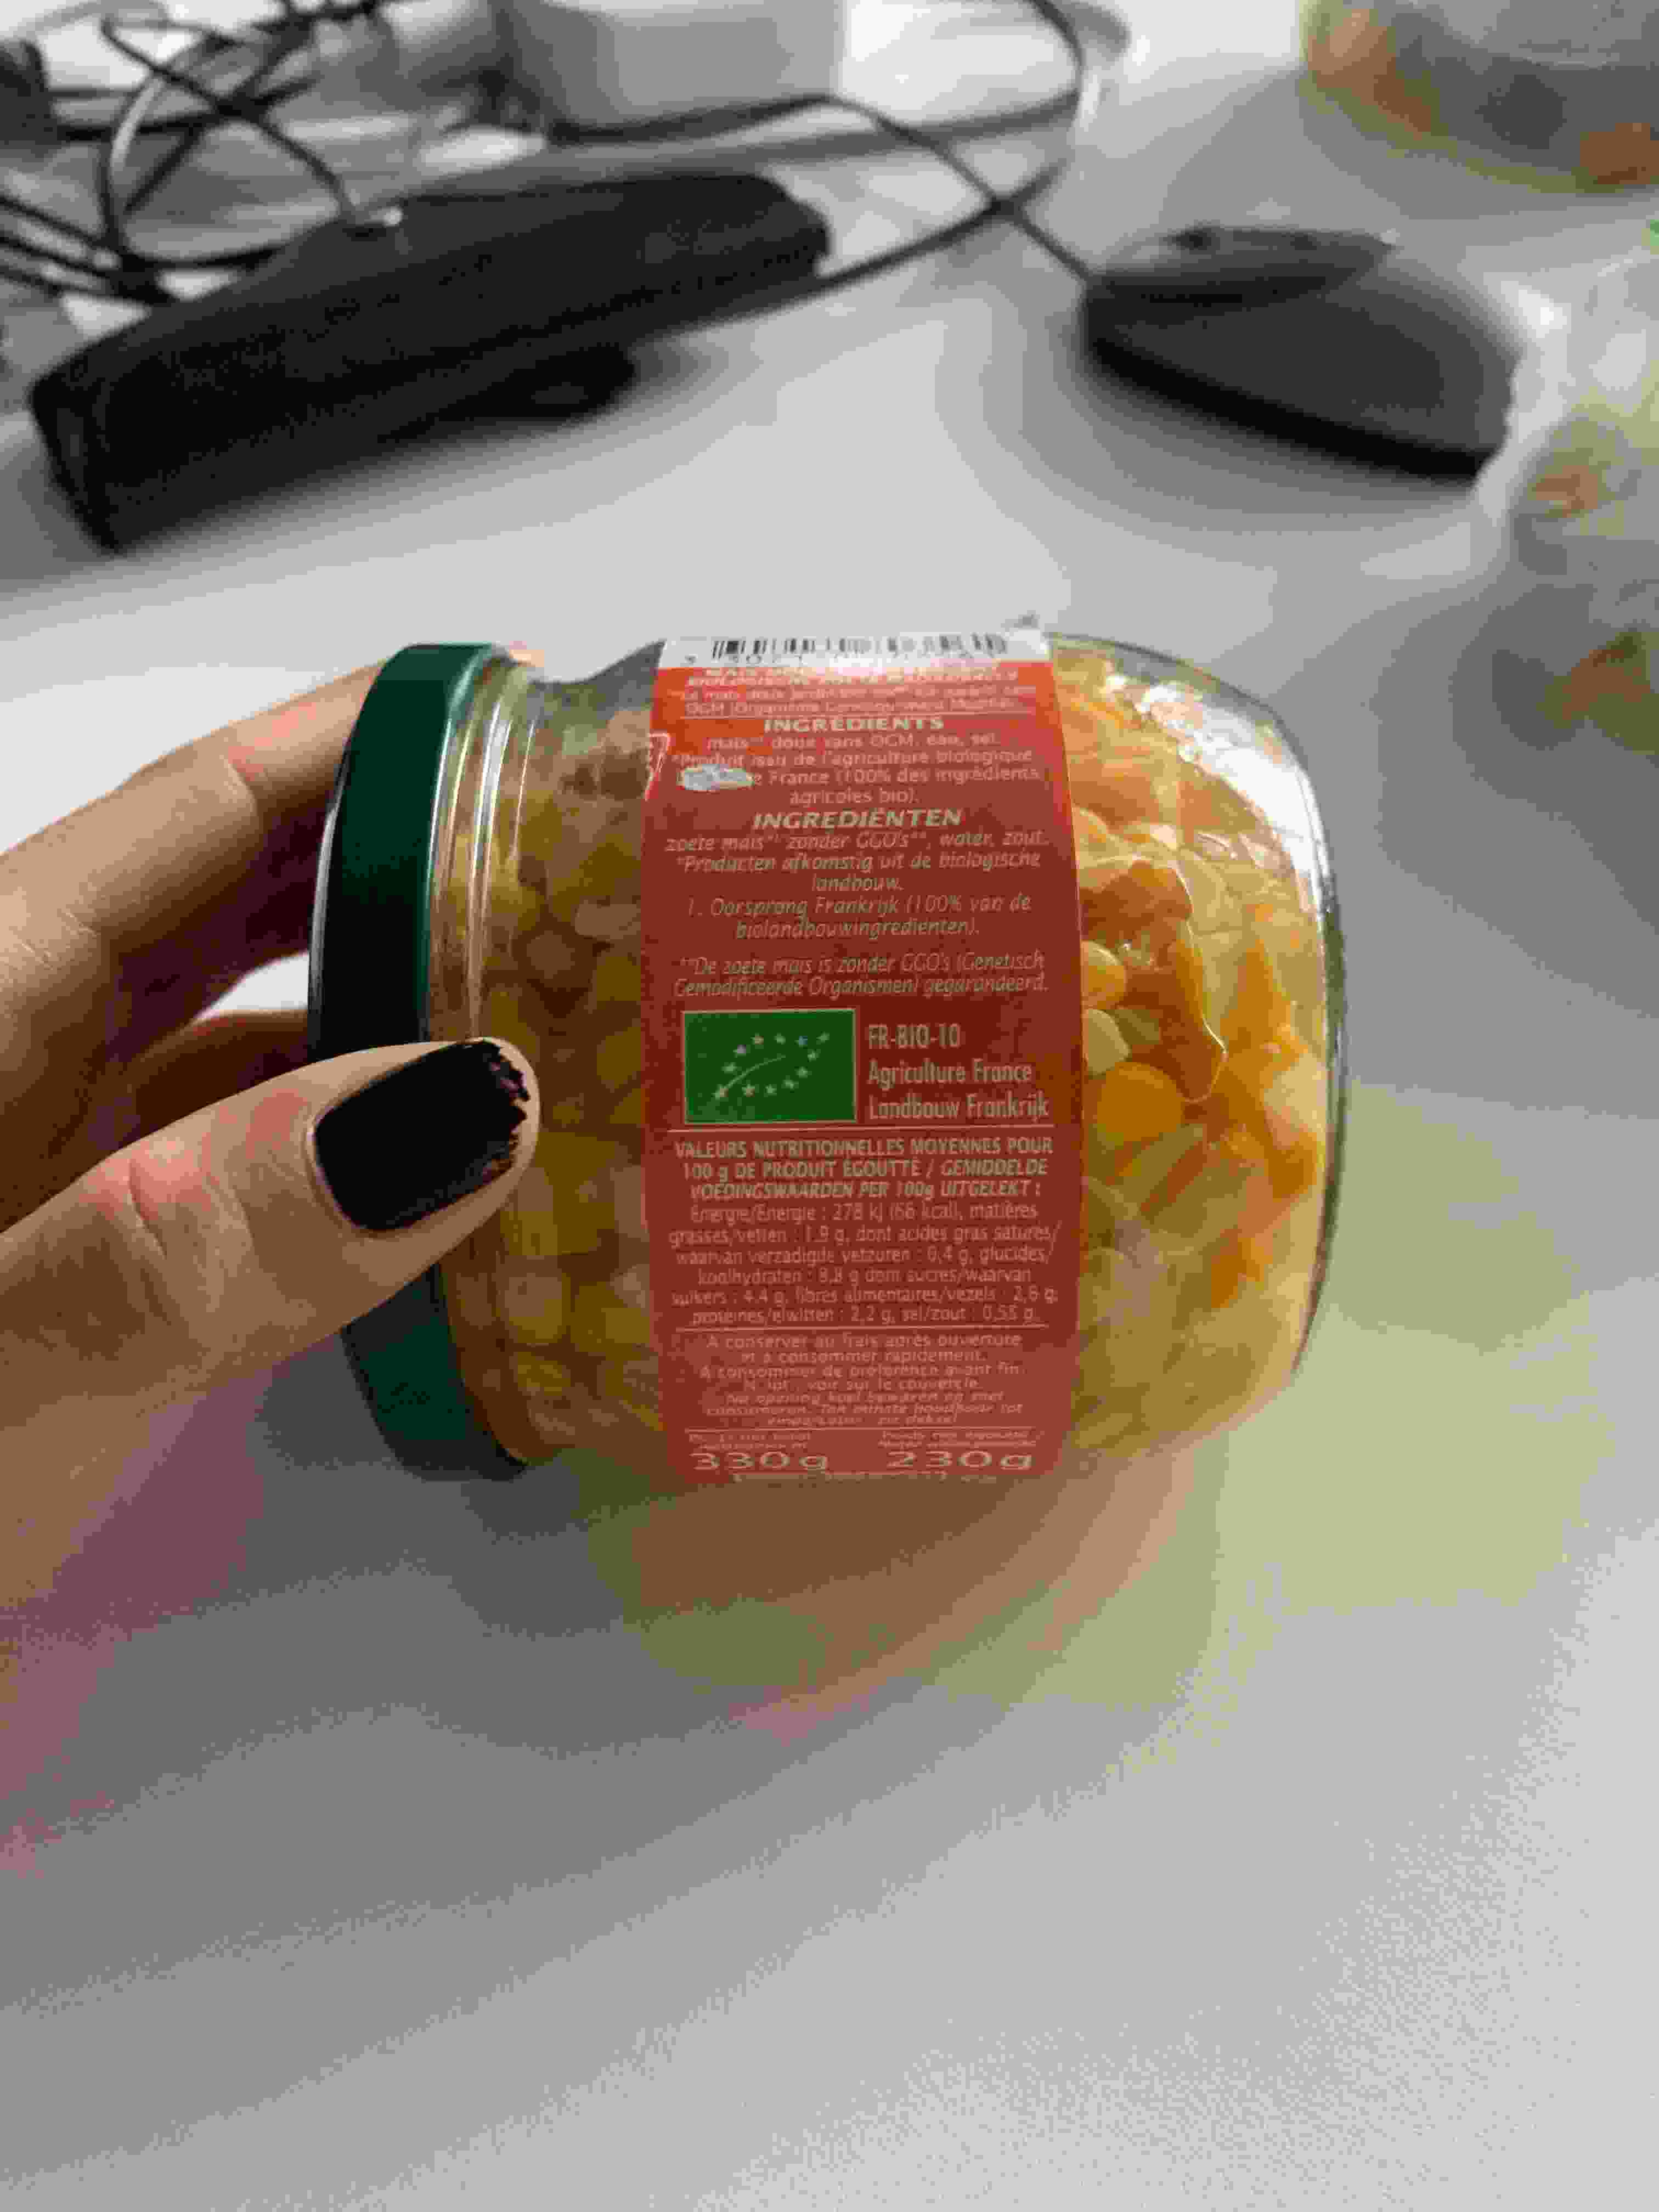 INGRÉDIENTS
maïs*¹ doux sans OGM, eau, sel.
*Produit issu de l'agriculture biologique
France (100% des ingrédients
agricoles bio).
INGREDIËNTEN
zoete maïs*¹ zonder GGO's**, water, zout.
*Producten afkomstig uit de biologische
landbouw.
1. Oorsprong Frankrijk (100% van de
biolandbouwingrediënten).
**De zoete maïs is zonder GGO's (Genetisch
Gemodificeerde Organismen) gegarandeerd.
FR-BIO-10
Agriculture France
Landbouw Frankrijk
VALEURS NUTRITIONNELLES MOYENNES POUR
100 g DE PRODUIT ÉGOUTTÉ / GEMIDDELDE
VOEDINGSWAARDEN PER 100g UITGELEKT :
Énergie/Energie : 278 kJ (66 kcal), matières
grasses/vetten : 1,9 g, dont acides gras saturés/
waarvan verzadigde vetzuren : 0,4 g, glucides/
koolhydraten : 8,8 g dont sucres/waarvan
suikers : 4,4 g, fibres alimentaires/vezels : 2,6 g,
protéines/eiwitten : 2,2 g, sel/zout : 0,55 g.
A conserver au frais après ouverture
et à consommer rapidement.
A consommer de préférence avant fin
voir sur le couvercle.
330g 230g